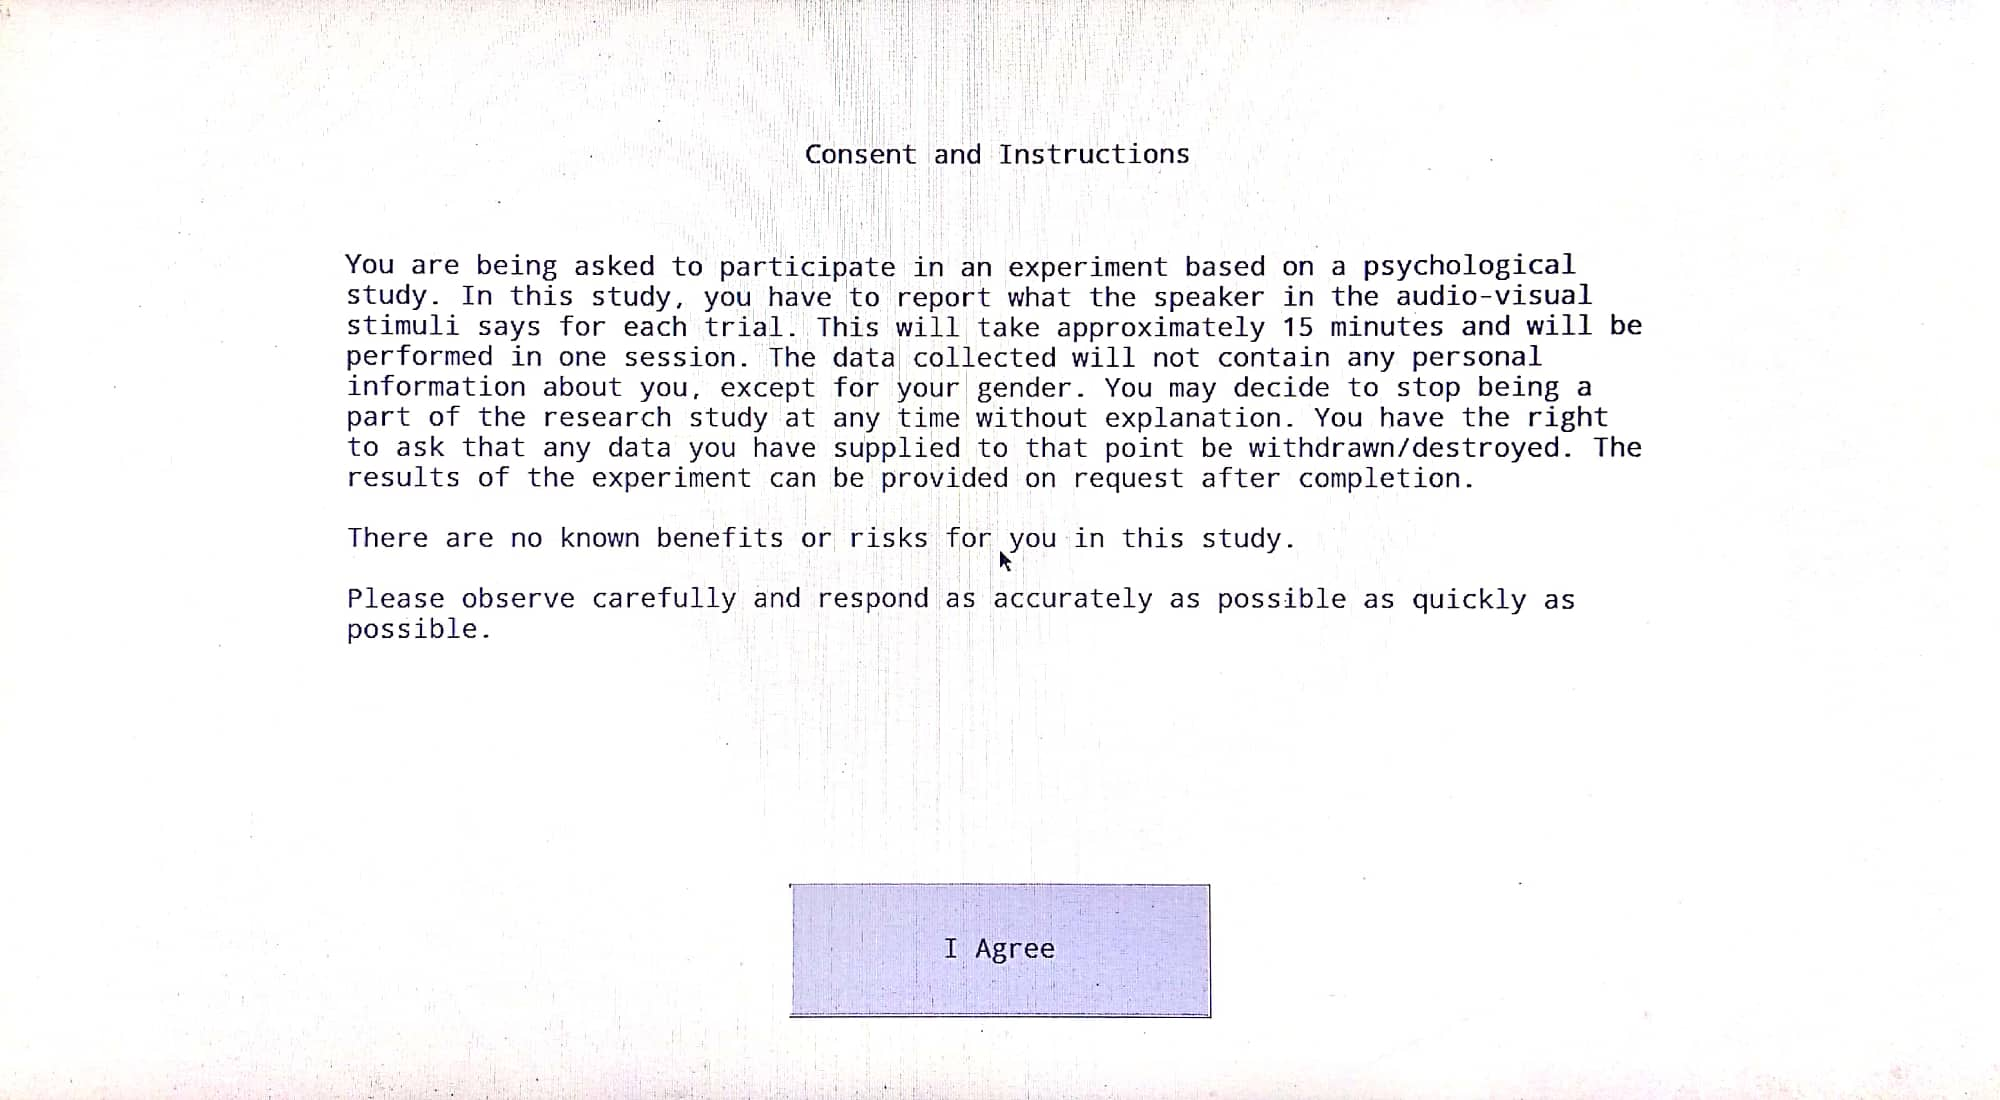 Consent and Instructions
You are being asked to participate in an experiment based on a psychological
study. In this study, you have to report what the speaker in the audio-visual
stimuli says for each trial. This will take approximately 15 minutes and will be
performed in one session. The data collected will not contain any personal
information about you, except for your gender. You may decide to stop being a
part of the research study at any time without explanation. You have the right
to ask that any data you have supplied to that point be withdrawn/destroyed. The
results of the experiment can be provided on request after completion.
There are no known benefits or risks for you in this study.
Please observe carefully and respond as accurately as possible as quickly as
possible.
I Agree